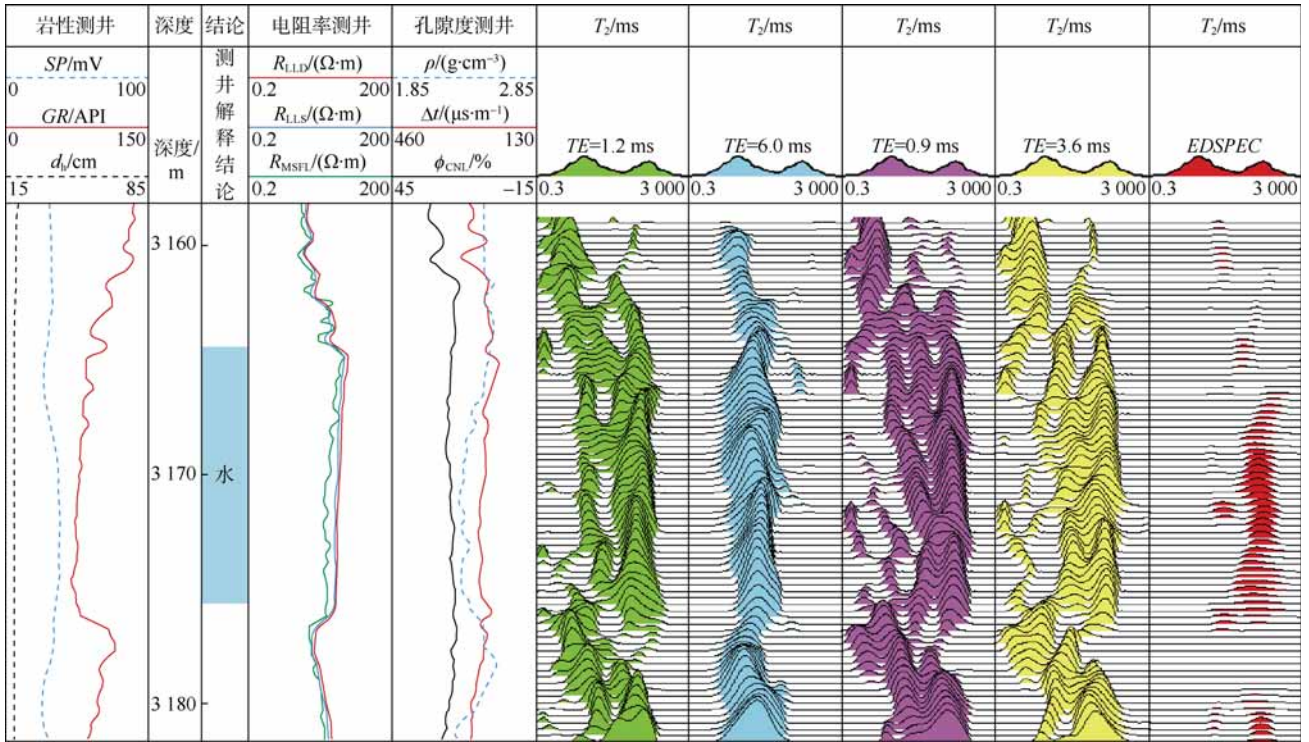 岩性测井
深度
结论
电阻率测井
孔隙度测井
T2/ms
T2/ms
T2/ms
T2/ms
T2/ms
SP/mV
0 100
GR/API
0 150
dh/cm
15 85
深度/
m
测井解释结论
RLLD/(Ω·m)
0.2 200
RLLS/(Ω·m)
0.2 200
RMSFL/(Ω·m)
0.2 200
ρ/(g·cm−3)
1.85 2.85
Δt/(μs·m−1)
460 130
ϕCNL/%
45 −15
TE=1.2 ms
0.3 3 000
TE=6.0 ms
0.3 3 000
TE=0.9 ms
0.3 3 000
TE=3.6 ms
0.3 3 000
EDSPEC
0.3 3 000
3 160
3 170
水
3 180